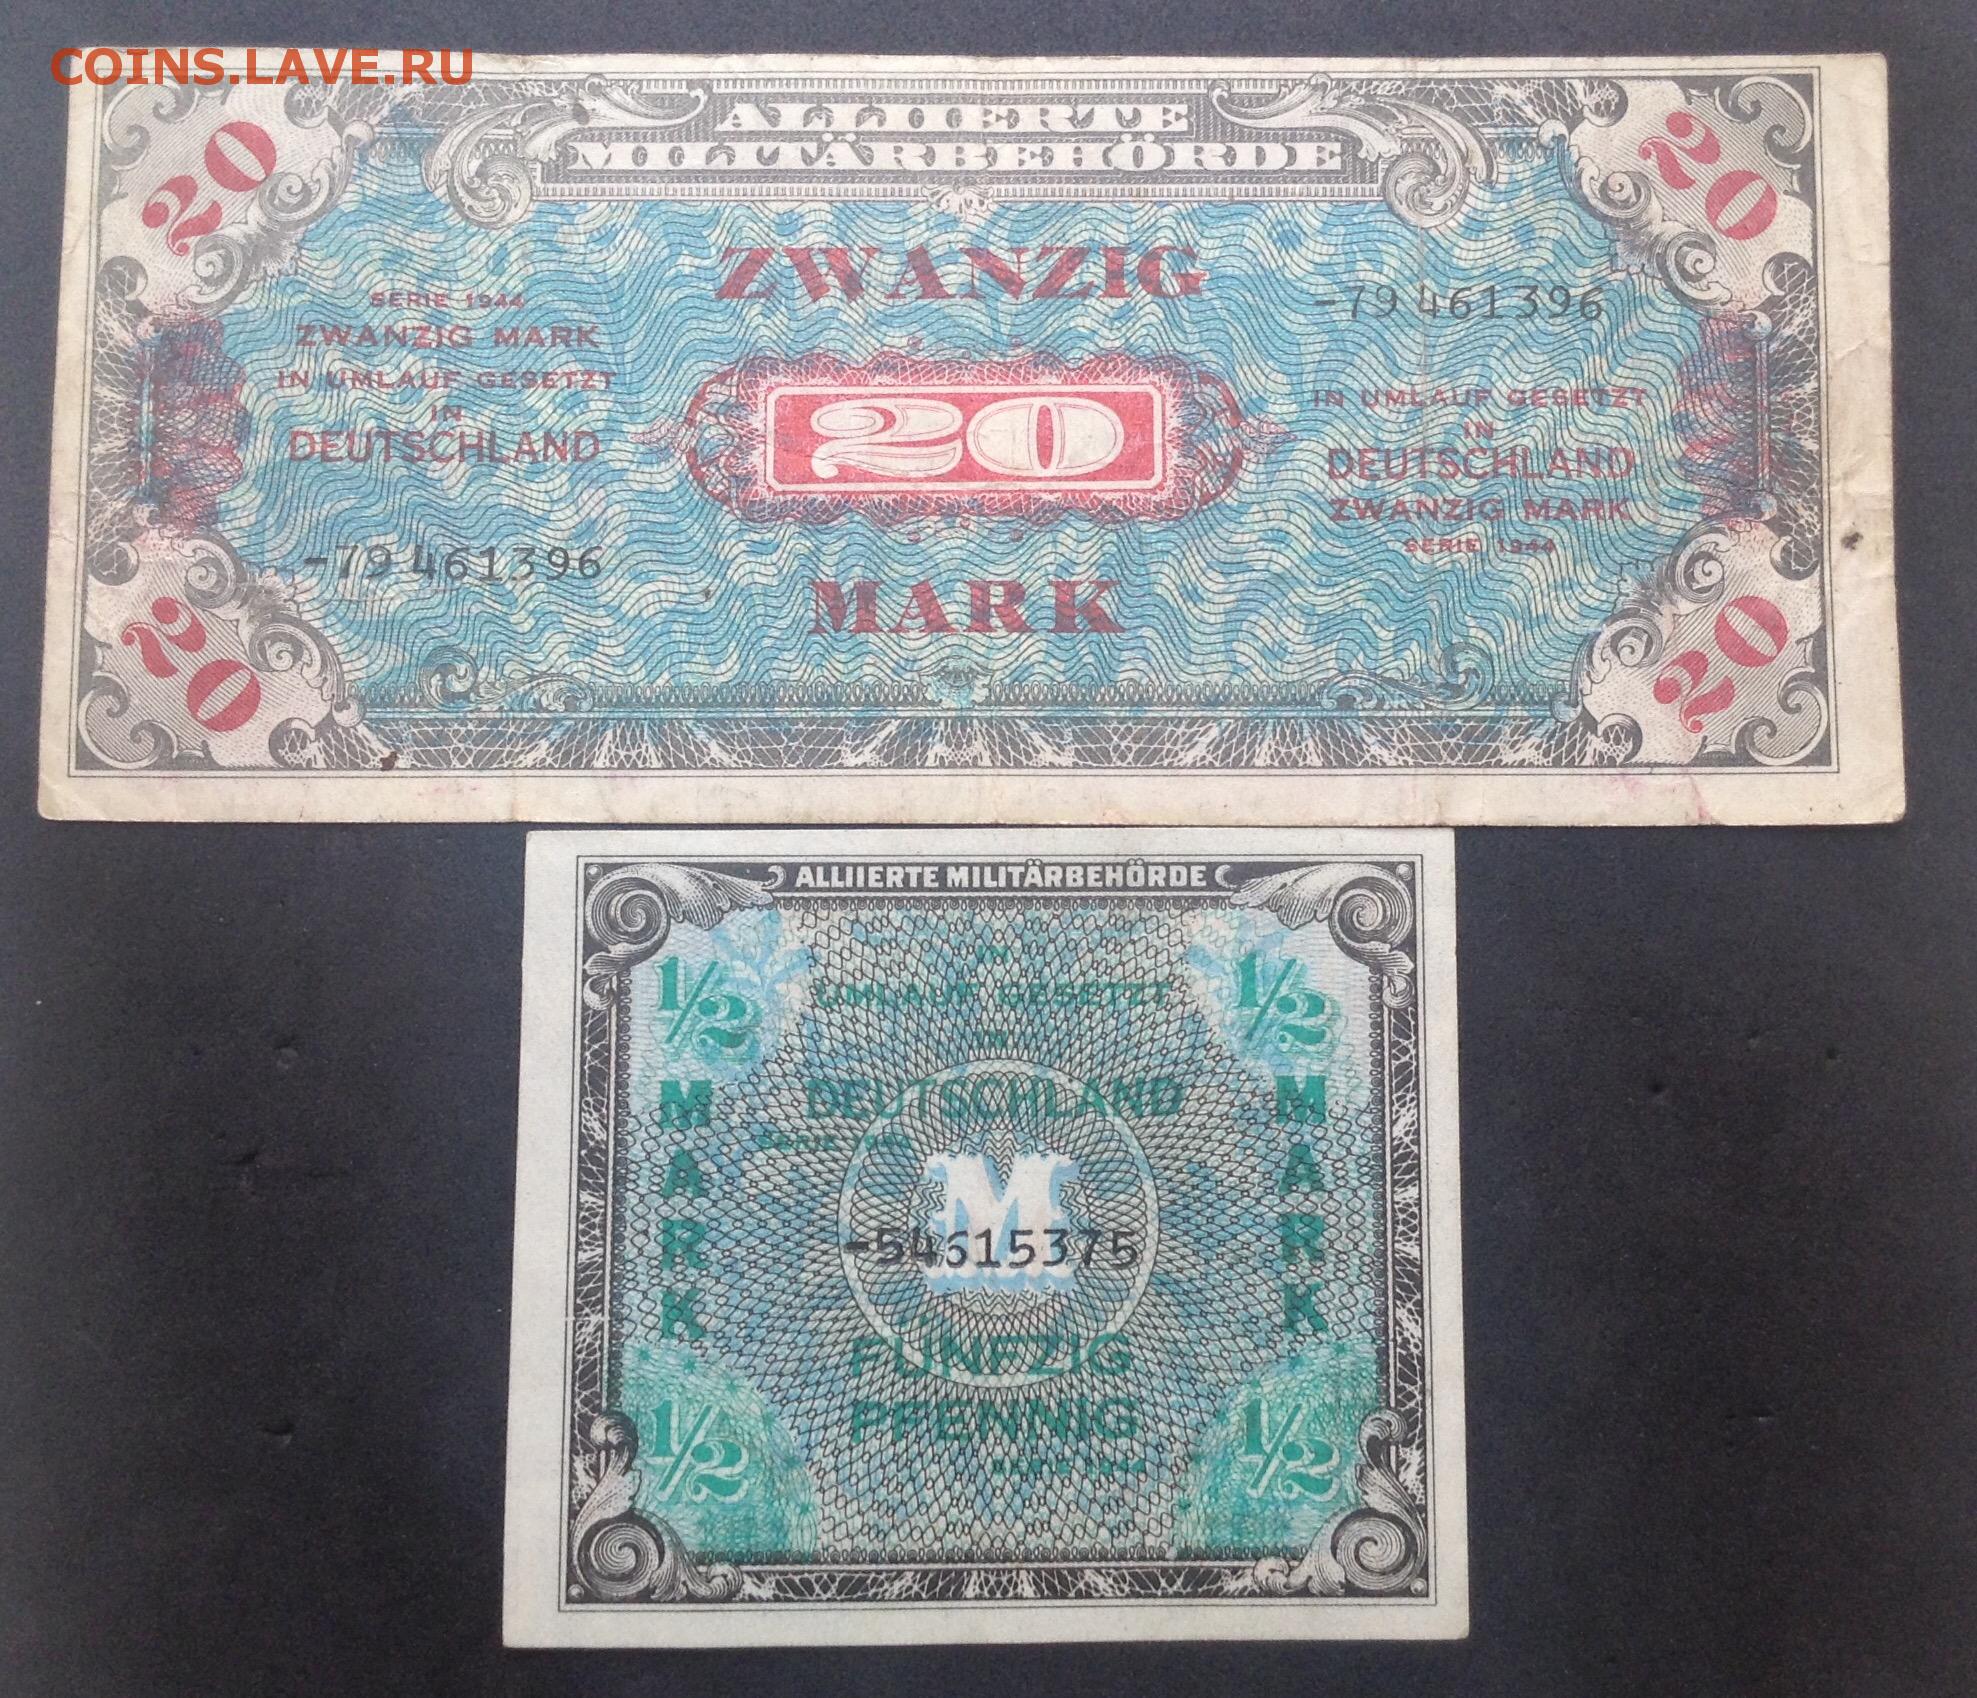 COINS.LAVE.RU
ALLIIERTE
MILITÄRBEHÖRDE
20
20
ZWANZIG
SERIE 1944
ZWANZIG MARK
IN UMLAUF GESETZT
IN
DEUTSCHLAND
-79461396
-79461396
20
IN UMLAUF GESETZT
IN
DEUTSCHLAND
ZWANZIG MARK
SERIE 1944
MARK
20
20
ALLIIERTE MILITÄRBEHÖRDE
1/2
1/2
UMLAUF GESETZT
DEUTSCHLAND
SERIE 1944
MARK
MARK
M
-54615375
FÜNFZIG
PFENNIG
1/2
1/2